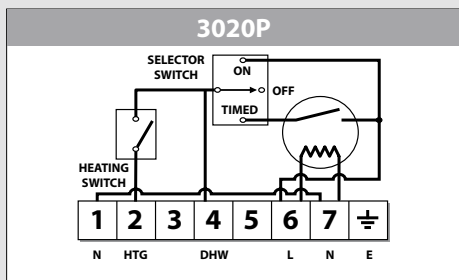 3020P
SELECTOR
SWITCH
ON
OFF
TIMED
HEATING
SWITCH
1 2 3 4 5 6 7
N HTG DHW L N E